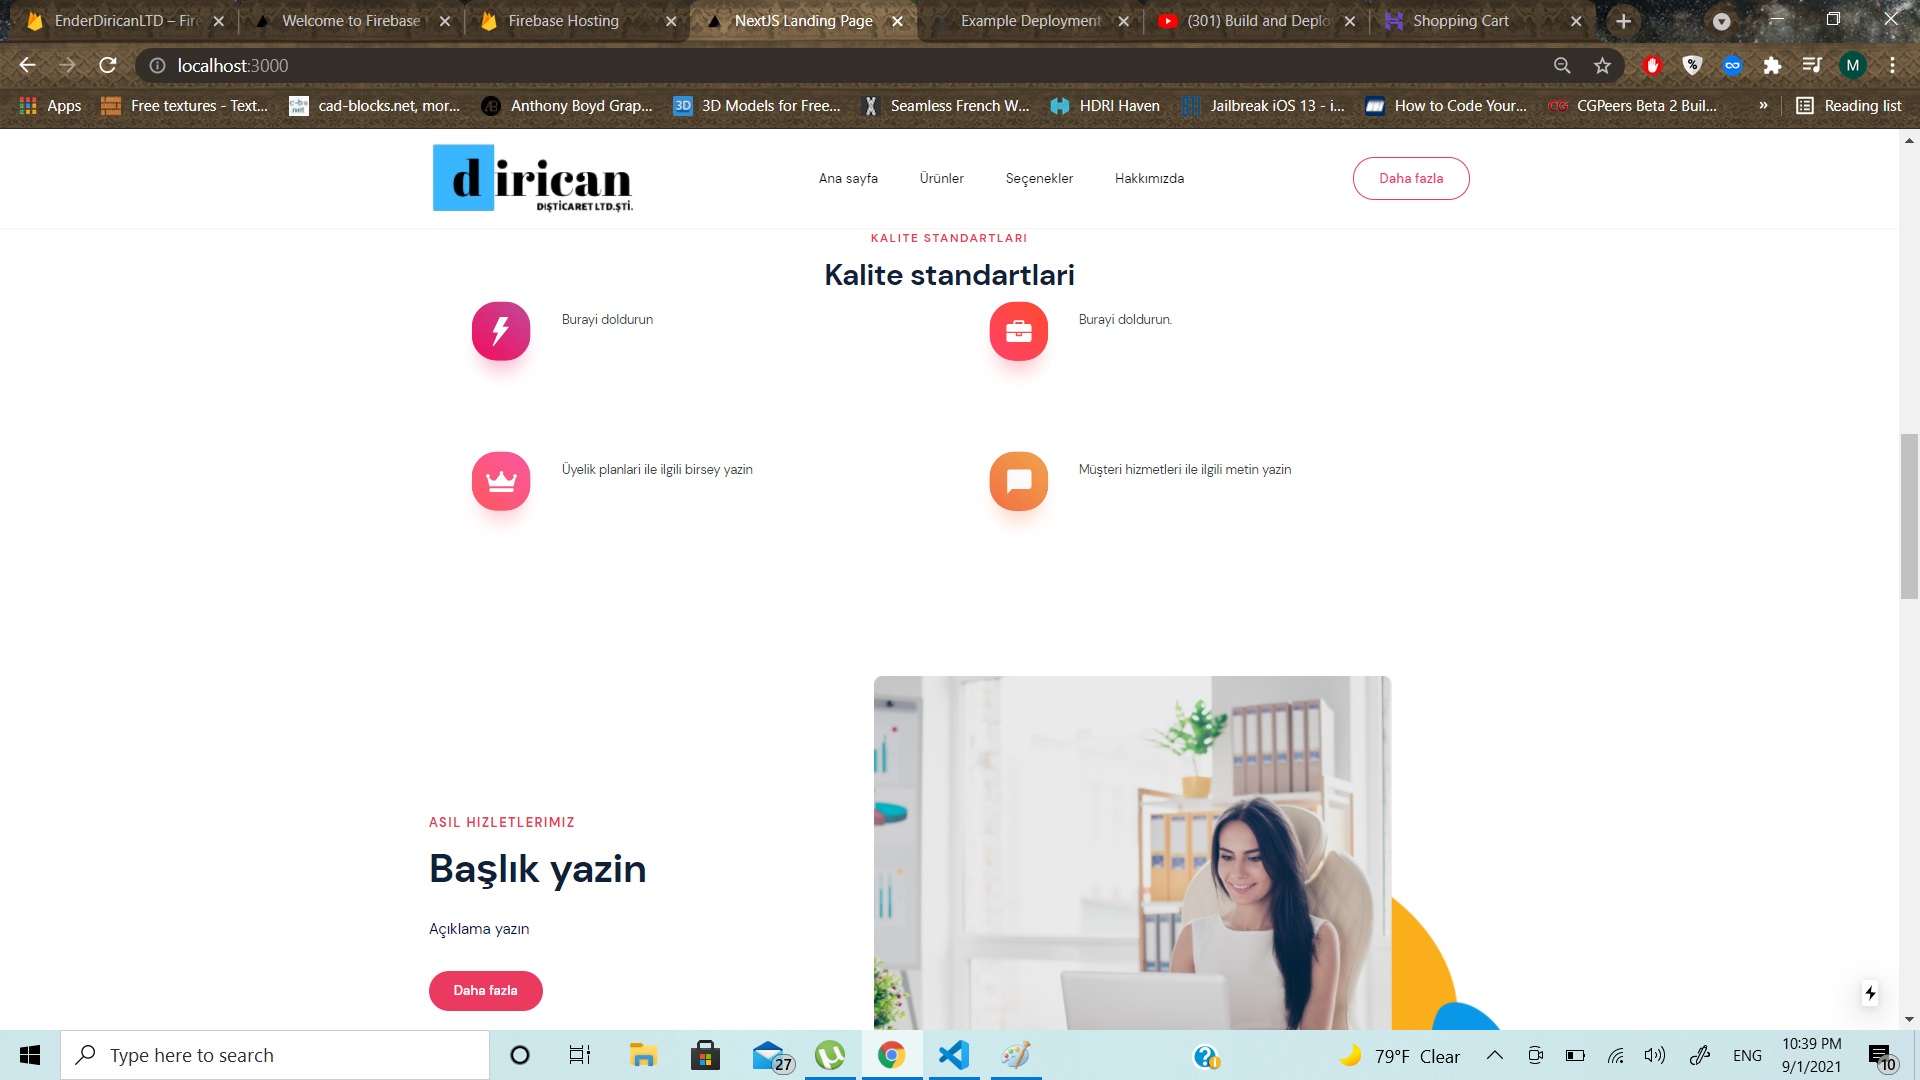 EnderDiricanLTD – Fir
Welcome to Firebase
Firebase Hosting
NextJS Landing Page
Example Deployment
(301) Build and Deplo
Shopping Cart
localhost:3000
M
Apps
Free textures - Text...
cad-blocks.net, mor...
Anthony Boyd Grap...
3D Models for Free...
Seamless French W...
HDRI Haven
Jailbreak iOS 13 - i...
How to Code Your...
CGPeers Beta 2 Buil...
»
Reading list
dirican
DIŞTİCARET LTD.ŞTİ.
Ana sayfa
Ürünler
Seçenekler
Hakkımızda
Daha fazla
KALITE STANDARTLARI
Kalite standartlari
Burayi doldurun
Burayi doldurun.
Üyelik planlari ile ilgili birsey yazin
Müşteri hizmetleri ile ilgili metin yazin
ASIL HIZLETLERIMIZ
Başlık yazin
Açıklama yazın
Daha fazla
Type here to search
27
79°F Clear
ENG
10:39 PM
9/1/2021
10